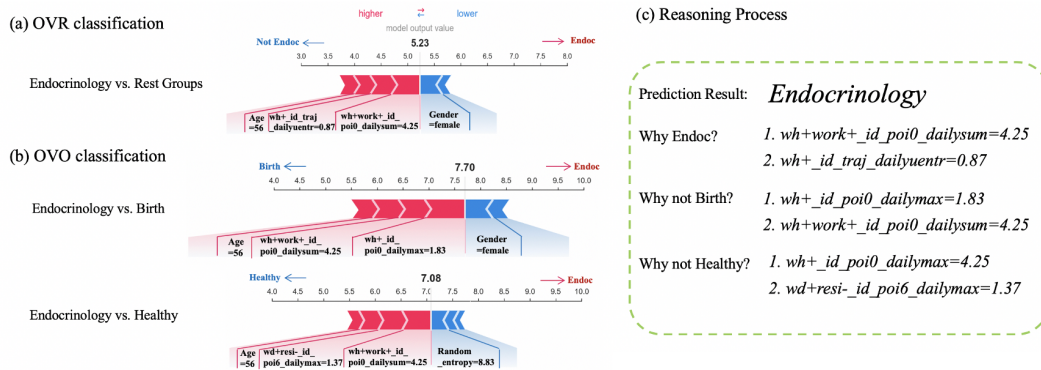 higher lower
model output value
(a) OVR classification
Not Endoc 5.23 Endoc
3.0 3.5 4.0 4.5 5.0 5.5 6.0 6.5 7.0 7.5 8.0
Endocrinology vs. Rest Groups
Age =56
wh+_id_traj _dailyuentr=0.87
wh+work+_id_ poi0_dailysum=4.25
Gender =female
(b) OVO classification
Birth 7.70 Endoc
4.0 4.5 5.0 5.5 6.0 6.5 7.0 7.5 8.0 8.5 9.0 9.5 10.0
Endocrinology vs. Birth
Age =56
wh+work+_id_ poi0_dailysum=4.25
wh+_id_ poi0_dailymax=1.83
Gender =female
Healthy 7.08 Endoc
4.0 4.5 5.0 5.5 6.0 6.5 7.0 7.5 8.0 8.5 9.0 9.5 10.0
Endocrinology vs. Healthy
Age =56
wd+resi-_id_ poi6_dailymax=1.37
wh+work+_id_ poi0_dailysum=4.25
Random _entropy=8.83
(c) Reasoning Process
Prediction Result: Endocrinology
Why Endoc? 1. wh+work+_id_poi0_dailysum=4.25
2. wh+_id_traj_dailyuentr=0.87
Why not Birth? 1. wh+_id_poi0_dailymax=1.83
2. wh+work+_id_poi0_dailysum=4.25
Why not Healthy? 1. wh+_id_poi0_dailymax=4.25
2. wd+resi-_id_poi6_dailymax=1.37